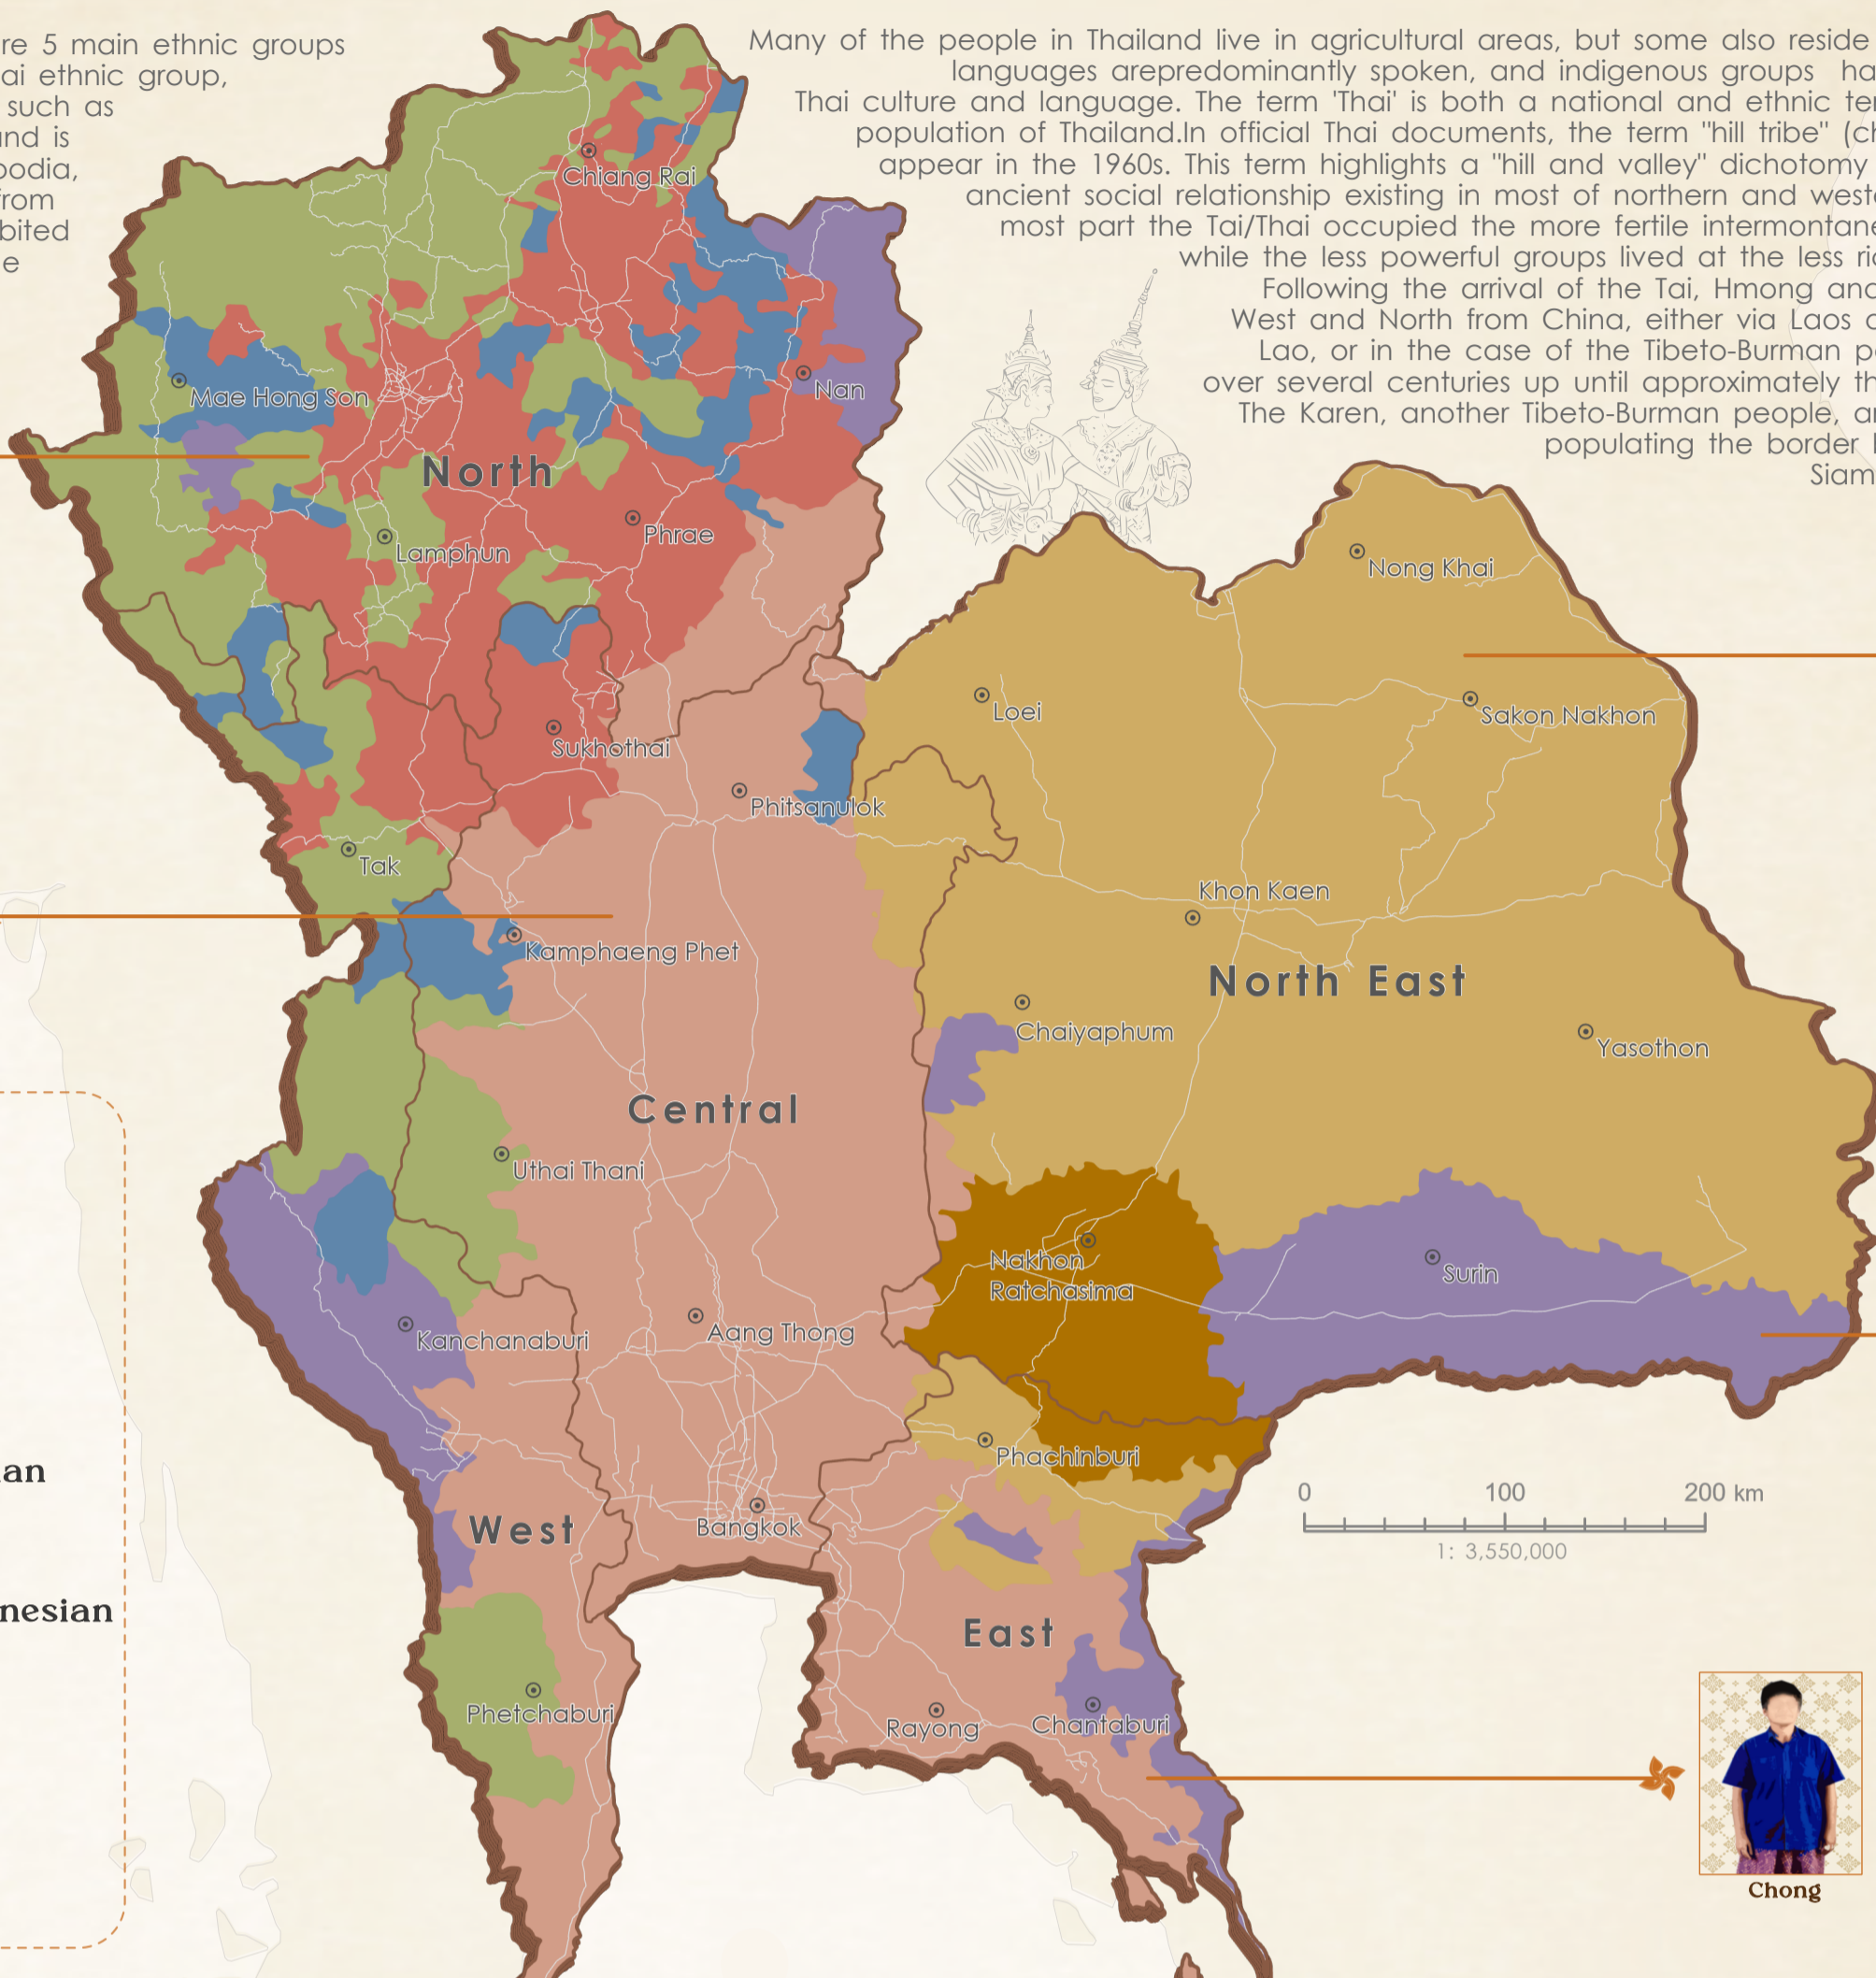 re 5 main ethnic groups
ai ethnic group,
such as
and is
podia,
from
bited
e
Many of the people in Thailand live in agricultural areas, but some also reside
languages arepredominantly spoken, and indigenous groups ha
Thai culture and language. The term 'Thai' is both a national and ethnic ter
population of Thailand.In official Thai documents, the term "hill tribe" (ch
appear in the 1960s. This term highlights a "hill and valley" dichotomy
ancient social relationship existing in most of northern and weste
most part the Tai/Thai occupied the more fertile intermontane
while the less powerful groups lived at the less ric
Following the arrival of the Tai, Hmong and
West and North from China, either via Laos o
Lao, or in the case of the Tibeto-Burman pe
over several centuries up until approximately th
The Karen, another Tibeto-Burman people, ar
populating the border l
Siam
Chiang Rai
Mae Hong Son
Nan
North
Phrae
Lamphun
Nong Khai
Loei
Sakon Nakhon
Sukhothai
Phitsanulok
Tak
Khon Kaen
Kamphaeng Phet
North East
Chaiyaphum
Yasothon
Central
Uthai Thani
Nakhon
Ratchasima
Surin
Kanchanaburi
Aang Thong
Phachinburi
an
0 100 200 km
1: 3,550,000
West
Bangkok
nesian
East
Phetchaburi
Rayong
Chantaburi
Chong